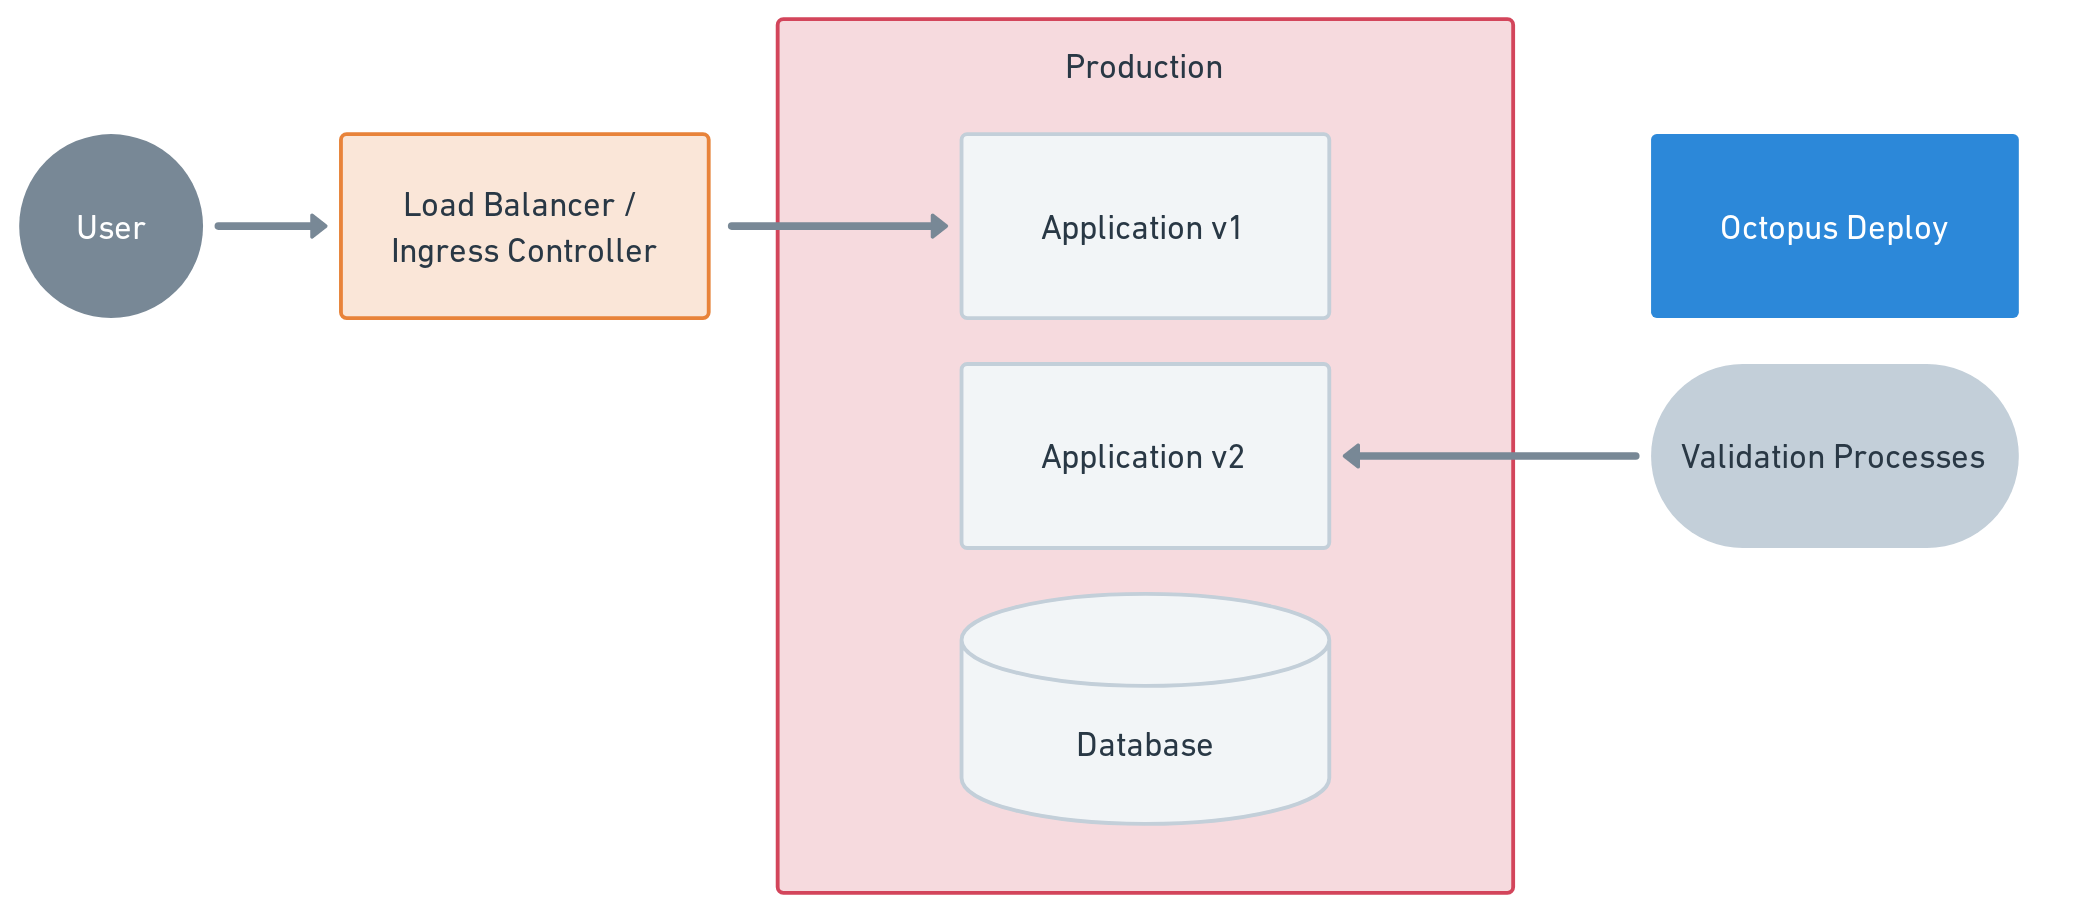 Production
User
Load Balancer /
Ingress Controller
Application v1
Octopus Deploy
Application v2
Validation Processes
Database